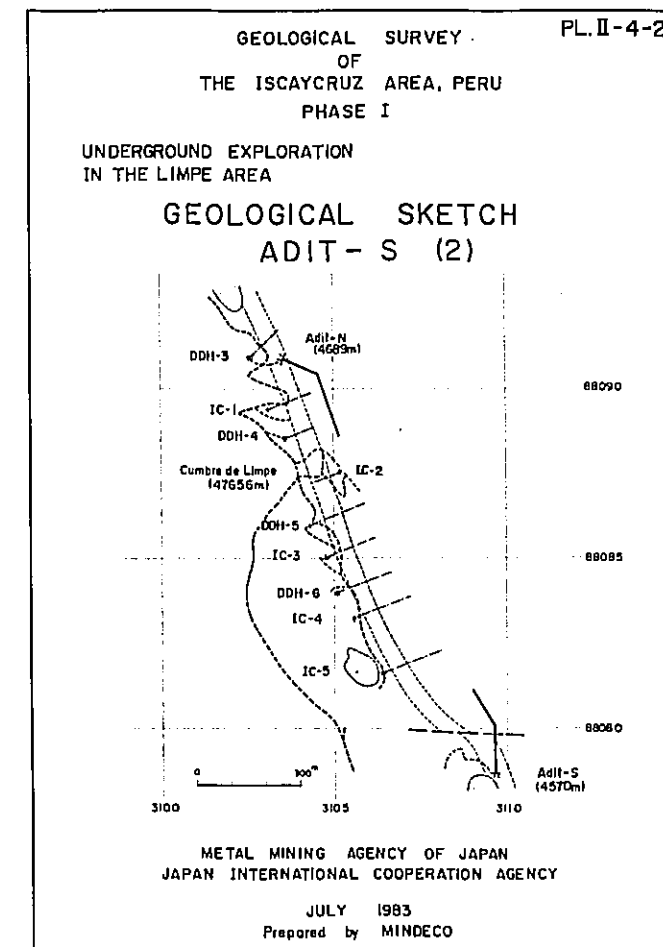 PL.II-4-2
GEOLOGICAL SURVEY
OF
THE ISCAYCRUZ AREA, PERU
PHASE I
UNDERGROUND EXPLORATION
IN THE LIMPE AREA
GEOLOGICAL SKETCH
ADIT-S (2)
DDH-3
Adit-N
(4689m)
88090
IC-1
DDH-4
Cumbre de Limpe
(47656m)
IC-2
DDH-5
88085
IC-3
DDH-6
IC-4
IC-5
88080
0 100m
Adit-S
(4570m)
3100 3105 3110
METAL MINING AGENCY OF JAPAN
JAPAN INTERNATIONAL COOPERATION AGENCY
JULY 1983
Prepared by MINDECO